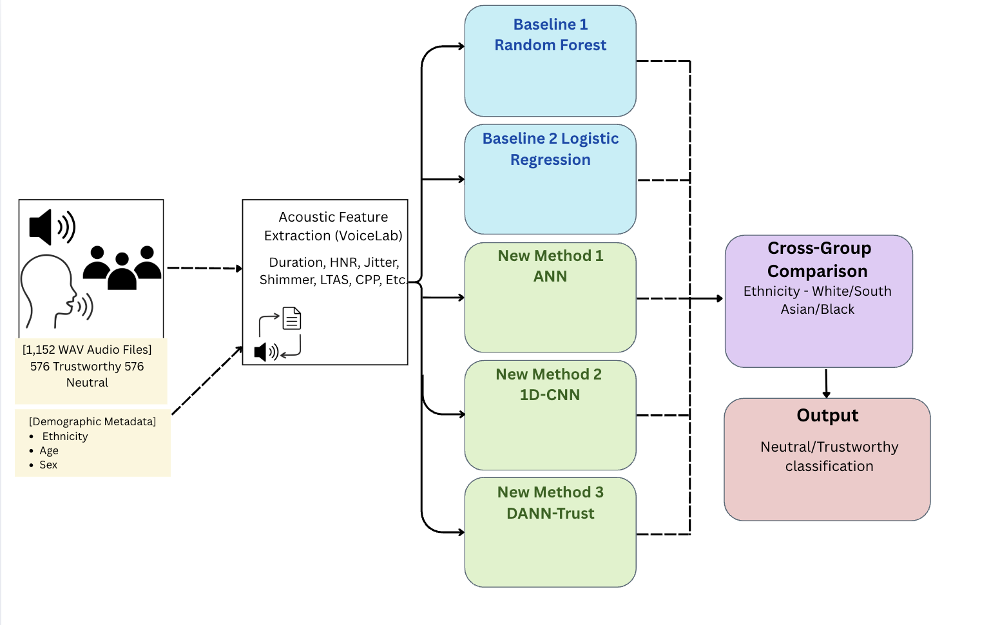 [1,152 WAV Audio Files]
576 Trustworthy 576
Neutral
[Demographic Metadata]
• Ethnicity
• Age
• Sex
Acoustic Feature
Extraction (VoiceLab)
Duration, HNR, Jitter,
Shimmer, LTAS, CPP, Etc.
Baseline 1
Random Forest
Baseline 2 Logistic
Regression
New Method 1
ANN
New Method 2
1D-CNN
New Method 3
DANN-Trust
Cross-Group
Comparison
Ethnicity - White/South
Asian/Black
Output
Neutral/Trustworthy
classification